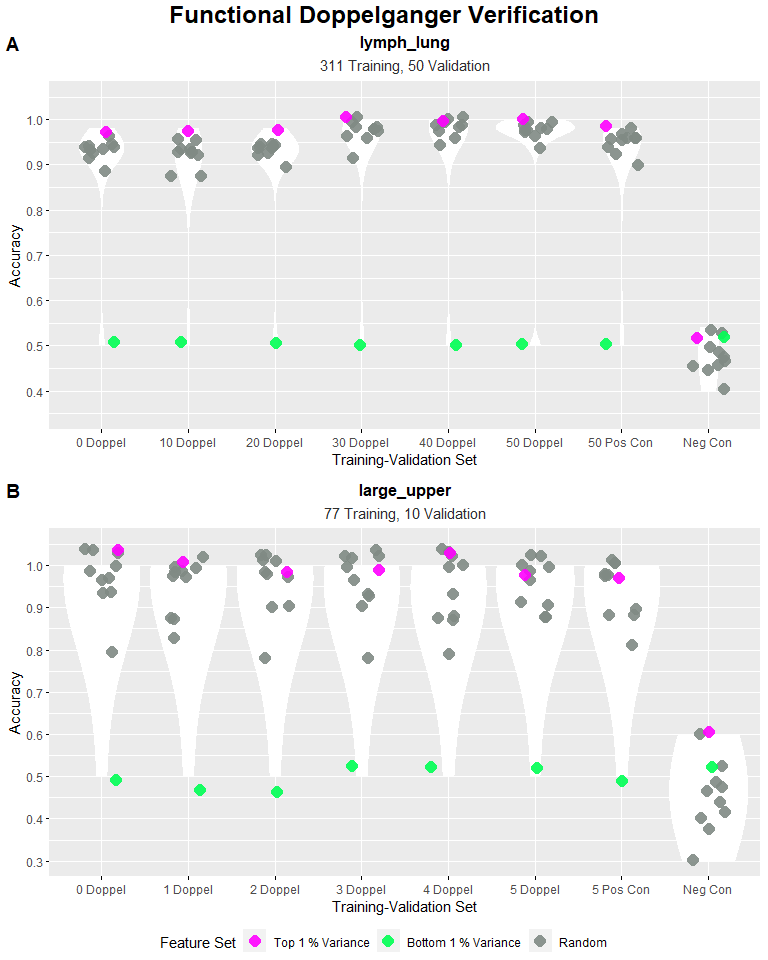 Functional Doppelganger Verification
A
lymph_lung
311 Training, 50 Validation
Accuracy
1.0
0.9
0.8
0.7
0.6
0.5
0.4
0 Doppel 10 Doppel 20 Doppel 30 Doppel 40 Doppel 50 Doppel 50 Pos Con Neg Con
Training-Validation Set
B
large_upper
77 Training, 10 Validation
Accuracy
1.0
0.9
0.8
0.7
0.6
0.5
0.4
0.3
0 Doppel 1 Doppel 2 Doppel 3 Doppel 4 Doppel 5 Doppel 5 Pos Con Neg Con
Training-Validation Set
Feature Set Top 1 % Variance Bottom 1 % Variance Random